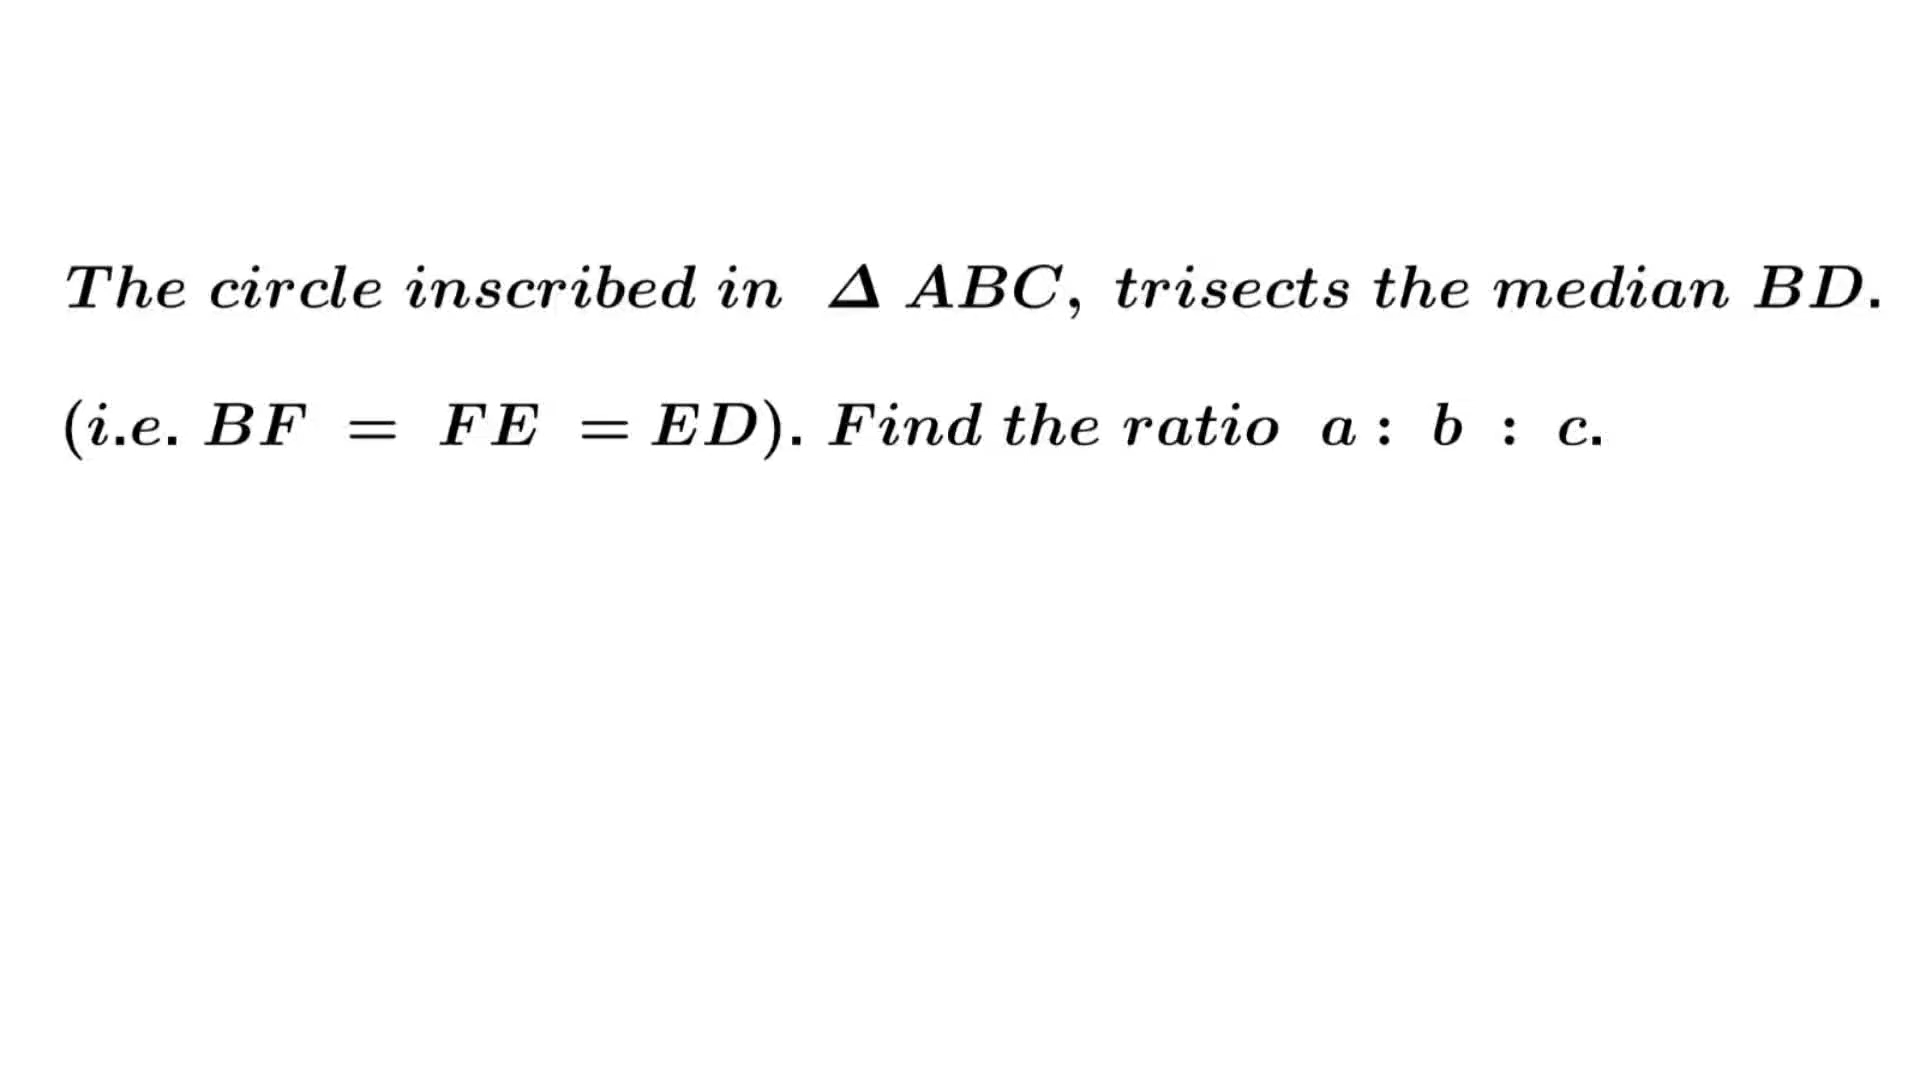 The circle inscribed in Δ ABC, trisects the median BD.
(i.e. BF = FE = ED). Find the ratio a : b : c.